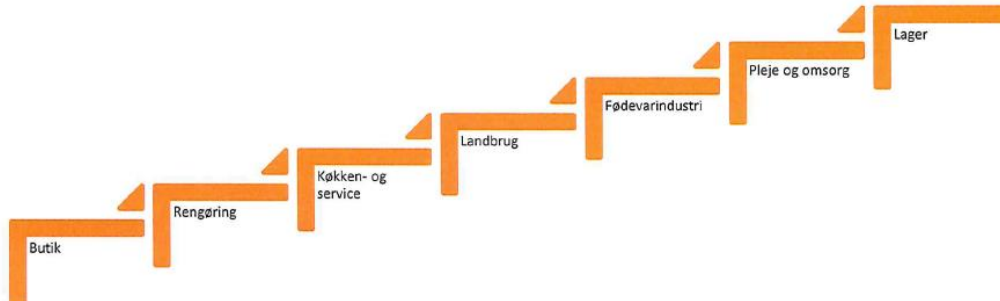 Butik
Rengøring
Køkken- og
service
Landbrug
Fødevarindustri
Pleje og omsorg
Lager